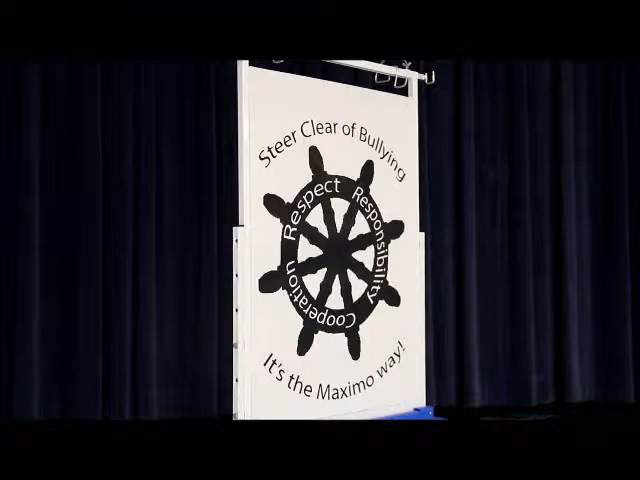 Steer Clear of Bullying
Respect
Responsibility
Cooperation
It's the Maximo way!